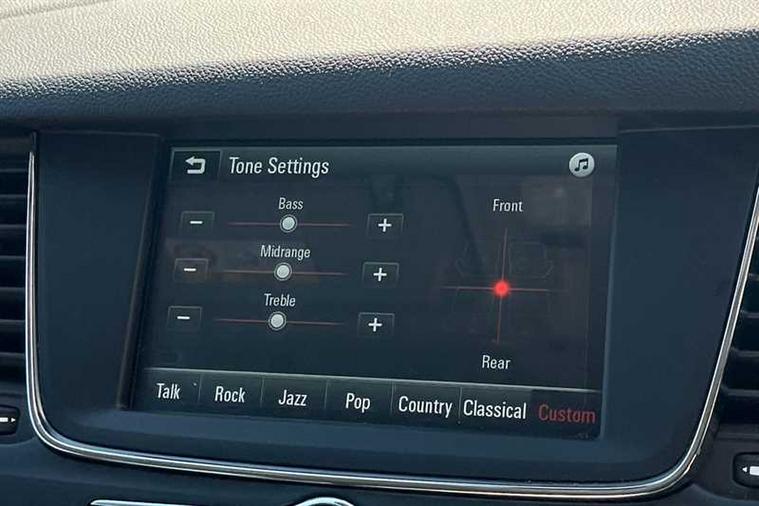 Tone Settings
Bass
Front
− +
Midrange
− +
Treble
− +
Rear
Talk Rock Jazz Pop Country Classical Custom